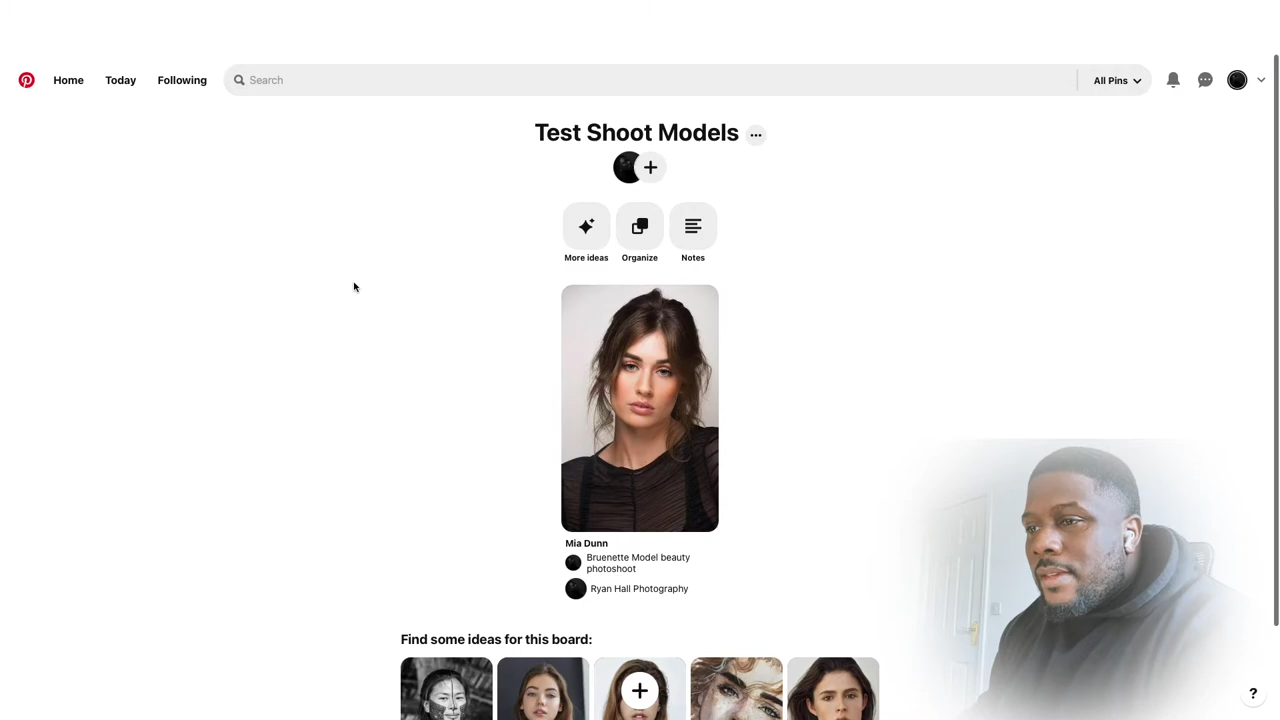 Home
Today
Following
Search
All Pins
Test Shoot Models
More ideas
Organize
Notes
Mia Dunn
Bruenette Model beauty
photoshoot
Ryan Hall Photography
Find some ideas for this board:
?